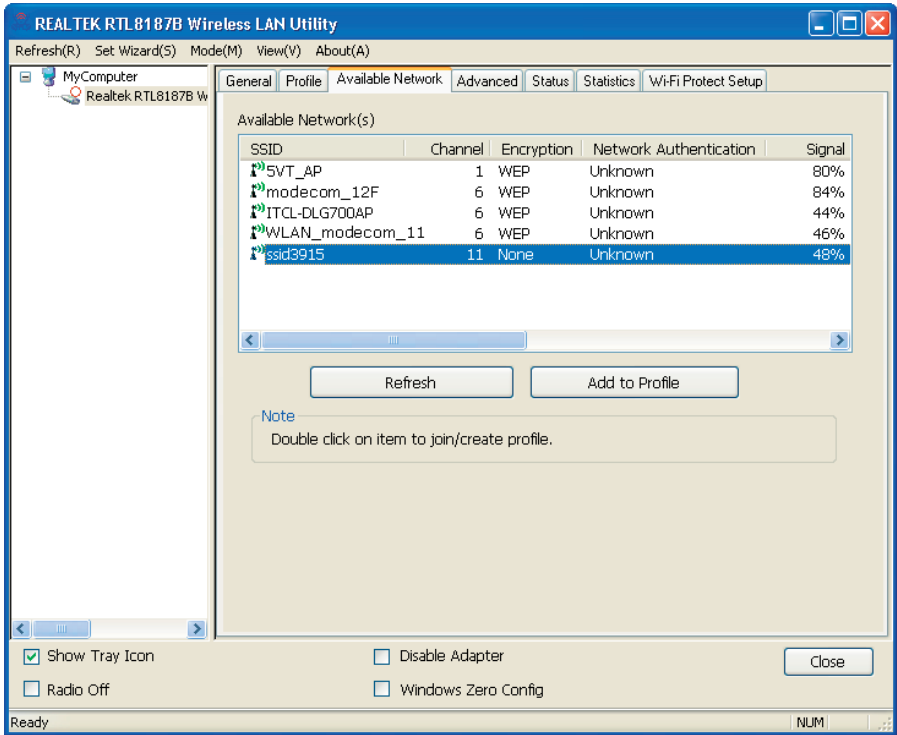 REALTEK RTL8187B Wireless LAN Utility
Refresh(R) Set Wizard(S) Mode(M) View(V) About(A)
MyComputer
Realtek RTL8187B W
General Profile Available Network Advanced Status Statistics Wi-Fi Protect Setup
Available Network(s)
SSID Channel Encryption Network Authentication Signal
5VT_AP 1 WEP Unknown 80%
modecom_12F 6 WEP Unknown 84%
ITCL-DLG700AP 6 WEP Unknown 44%
WLAN_modecom_11 6 WEP Unknown 46%
ssid3915 11 None Unknown 48%
Refresh Add to Profile
Note
Double click on item to join/create profile.
Show Tray Icon Disable Adapter Close
Radio Off Windows Zero Config
Ready NUM